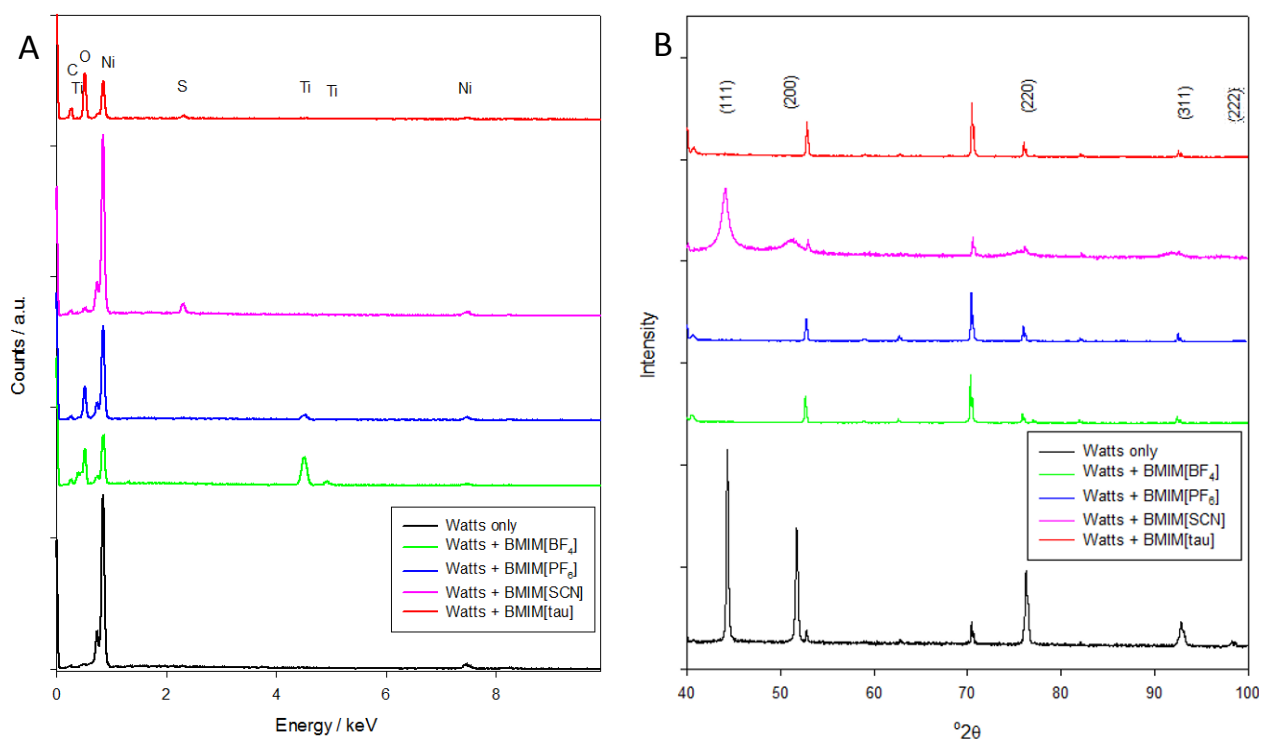 A
C
Ti
O
Ni
S
Ti
Ti
Ni
Counts / a.u.
Watts only
Watts + BMIM[BF₄]
Watts + BMIM[PF₆]
Watts + BMIM[SCN]
Watts + BMIM[tau]
0
2
4
6
8
Energy / keV
B
(111)
(200)
(220)
(311)
(222)
Intensity
Watts only
Watts + BMIM[BF₄]
Watts + BMIM[PF₆]
Watts + BMIM[SCN]
Watts + BMIM[tau]
40
50
60
70
80
90
100
°2θ